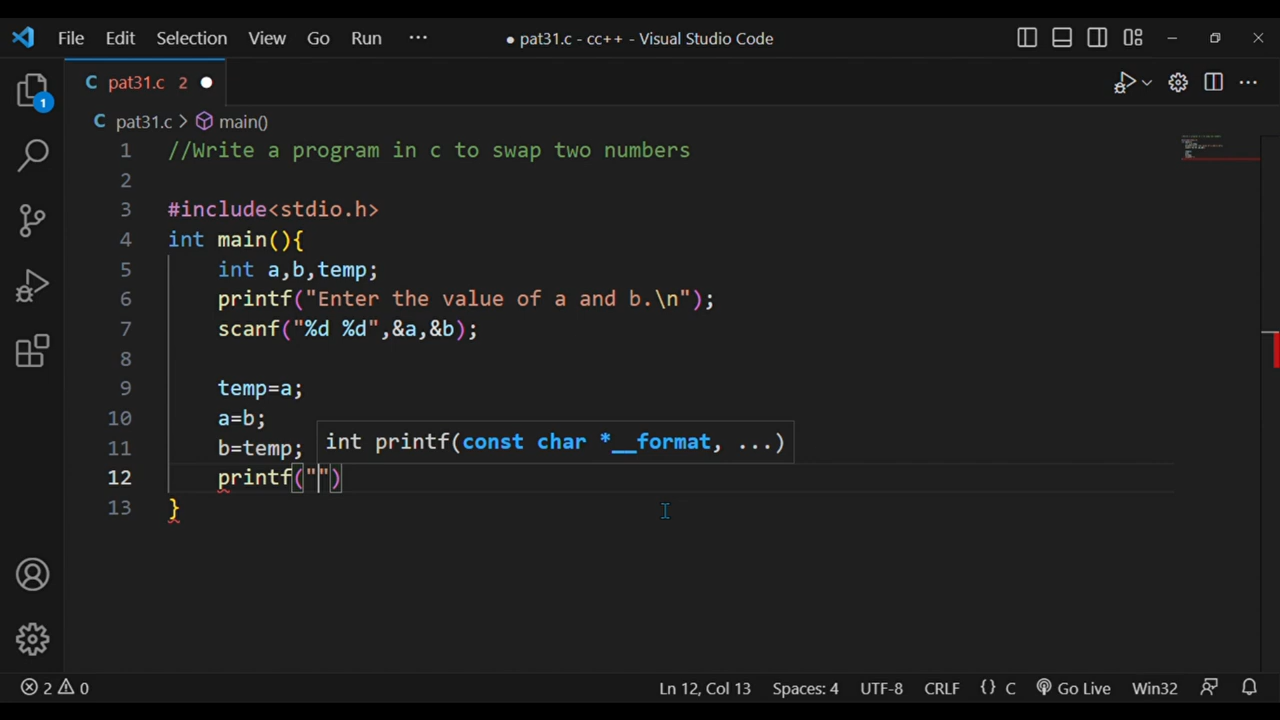 File Edit Selection View Go Run ··· ● pat31.c - cc++ - Visual Studio Code
C pat31.c 2 ●
C pat31.c > main()
1 //Write a program in c to swap two numbers
2
3 #include<stdio.h>
4 int main(){
5 int a,b,temp;
6 printf("Enter the value of a and b.\n");
7 scanf("%d %d",&a,&b);
8
9 temp=a;
10 a=b;
11 b=temp;
int printf(const char *__format, ...)
12 printf("")
13 }
1
2 0 Ln 12, Col 13 Spaces: 4 UTF-8 CRLF {} C Go Live Win32